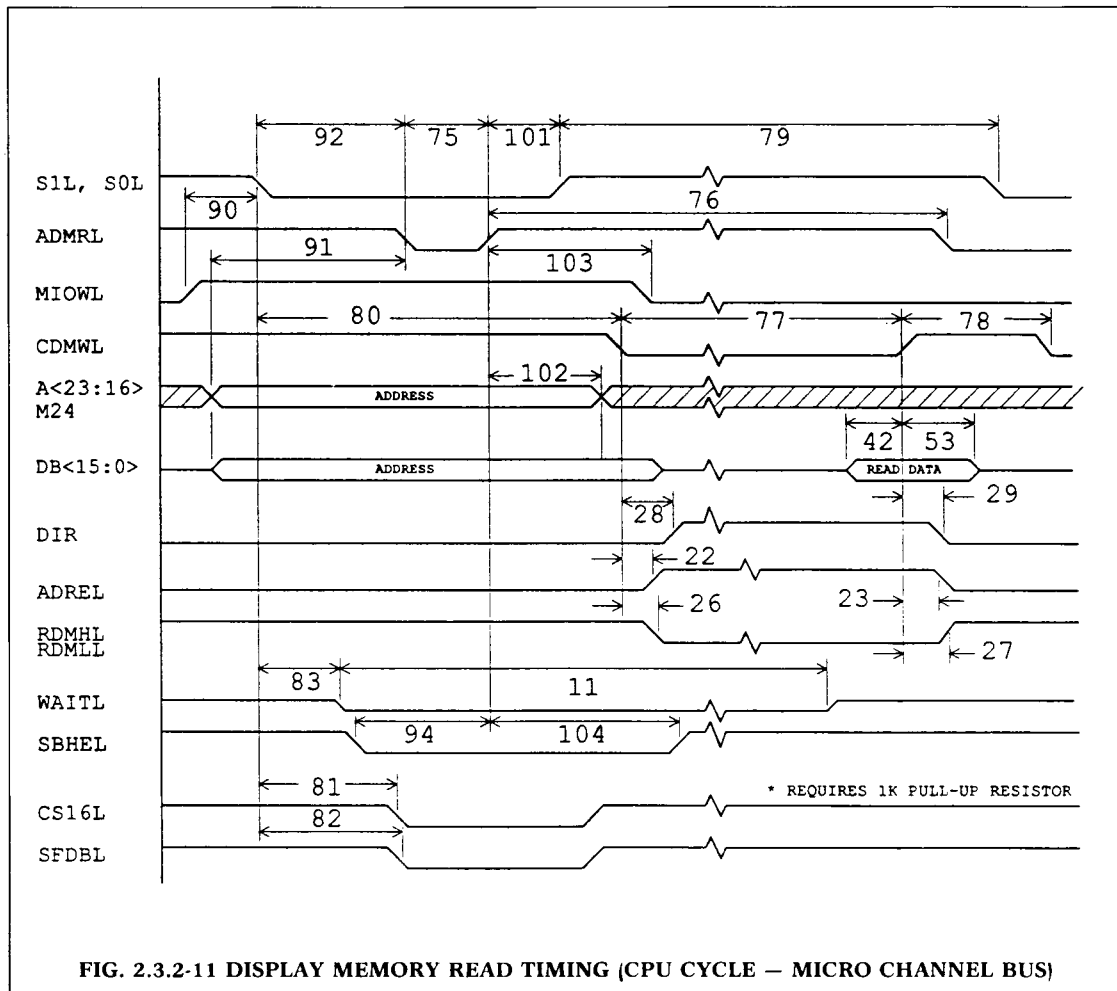 92 75 101 79
S1L, S0L
90 76
ADMRL
91 103
MIOWL
80 77 78
CDMWL
102
A<23:16>
M24
ADDRESS
42 53
DB<15:0>
ADDRESS
READ DATA
29
28
DIR
22
ADREL
26 23
RDMHL
RDMLL
27
83 11
WAITL
94 104
SBHEL
81
* REQUIRES 1K PULL-UP RESISTOR
CS16L
82
SFDBL
FIG. 2.3.2-11 DISPLAY MEMORY READ TIMING (CPU CYCLE — MICRO CHANNEL BUS)